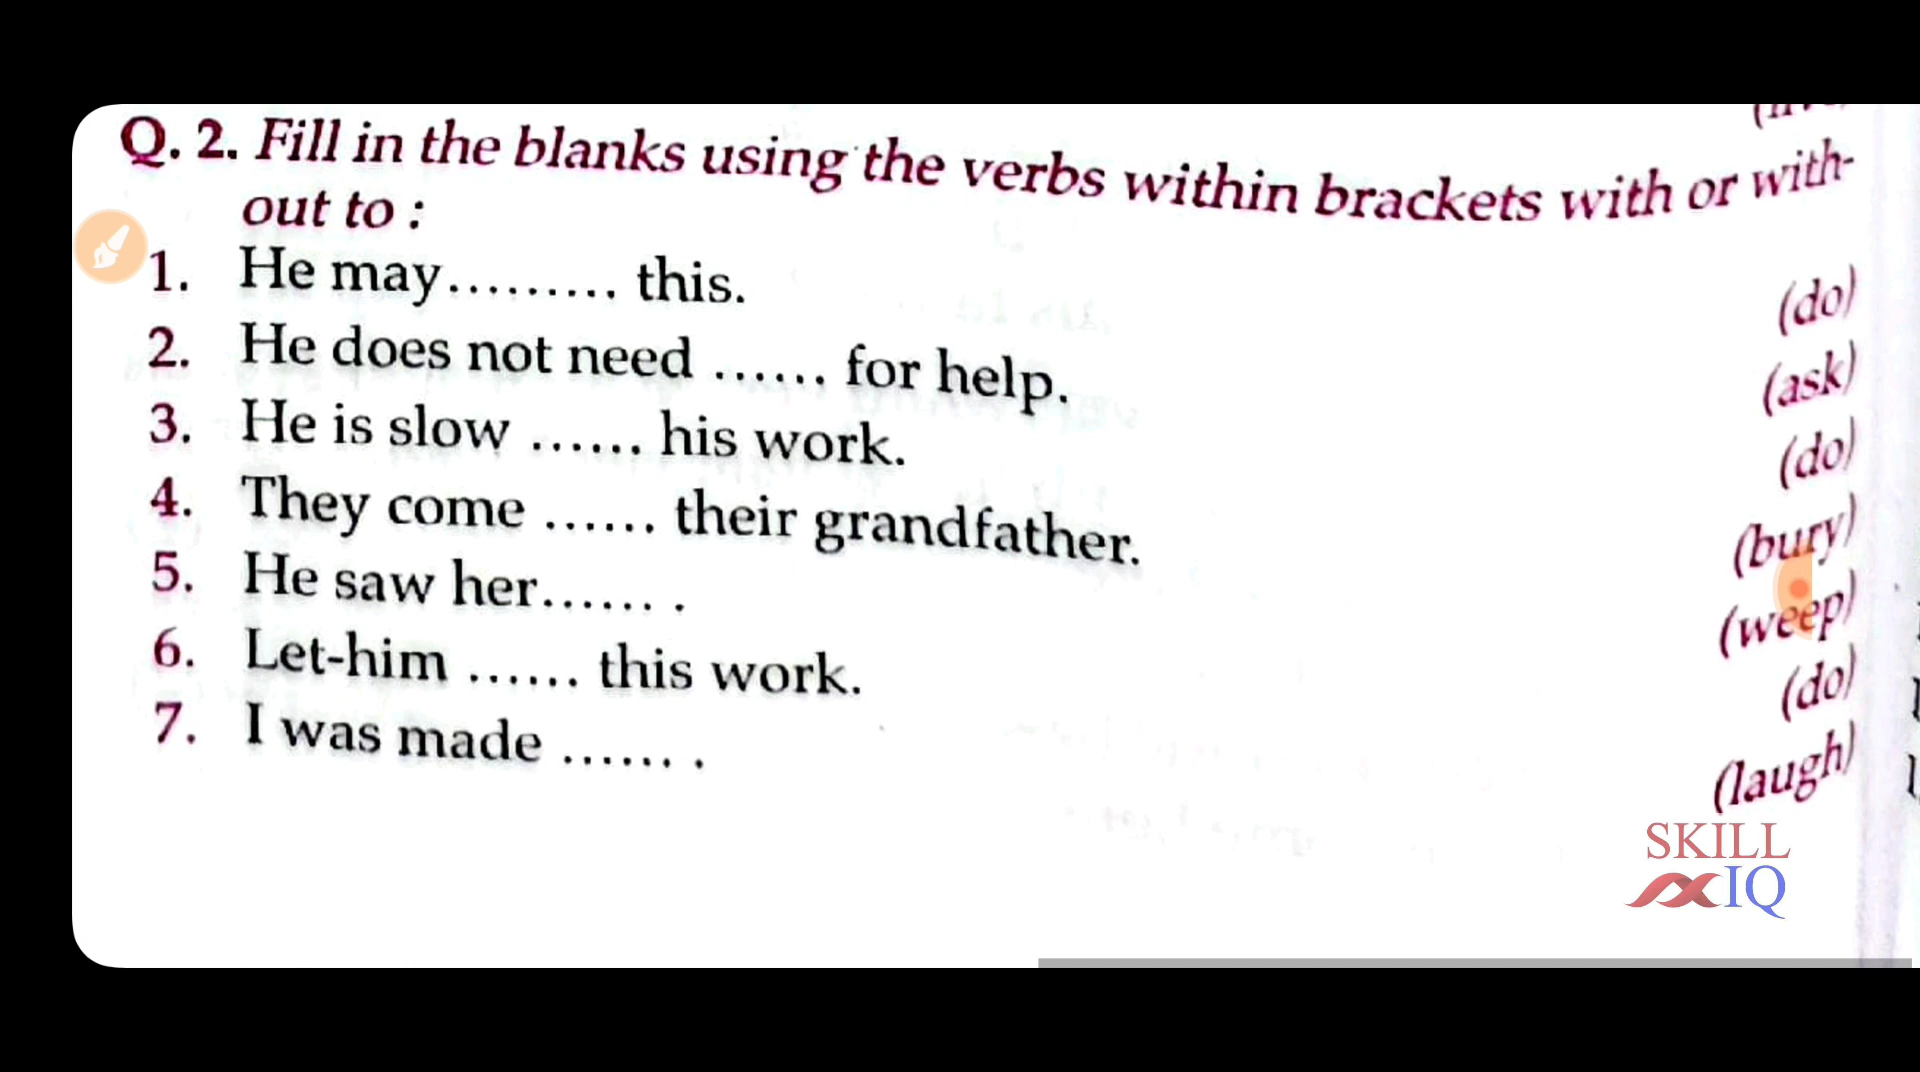 Q. 2. Fill in the blanks using the verbs within brackets with or with-
out to :
1. He may......... this. (do)
2. He does not need ...... for help. (ask)
3. He is slow ...... his work. (do)
4. They come ...... their grandfather. (bury)
5. He saw her...... . (weep)
6. Let-him ...... this work. (do)
7. I was made ...... . (laugh)
SKILL
IQ